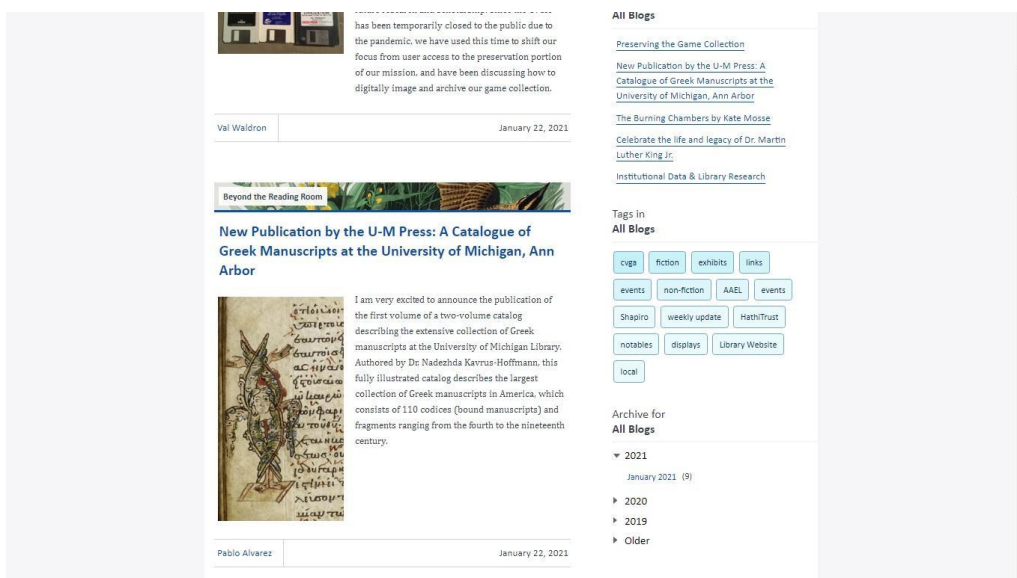 has been temporarily closed to the public due to
the pandemic, we have used this time to shift our
focus from user access to the preservation portion
of our mission, and have been discussing how to
digitally image and archive our game collection.
Val Waldron
January 22, 2021
Beyond the Reading Room
New Publication by the U-M Press: A Catalogue of
Greek Manuscripts at the University of Michigan, Ann
Arbor
I am very excited to announce the publication of
the first volume of a two-volume catalog
describing the extensive collection of Greek
manuscripts at the University of Michigan Library.
Authored by Dr. Nadezhda Kavrus-Hoffmann, this
fully illustrated catalog describes the largest
collection of Greek manuscripts in America, which
consists of 110 codices (bound manuscripts) and
fragments ranging from the fourth to the nineteenth
century.
Pablo Alvarez
January 22, 2021
All Blogs
Preserving the Game Collection
New Publication by the U-M Press: A
Catalogue of Greek Manuscripts at the
University of Michigan, Ann Arbor
The Burning Chambers by Kate Mosse
Celebrate the life and legacy of Dr. Martin
Luther King Jr.
Institutional Data & Library Research
Tags in
All Blogs
cvga fiction exhibits links
events non-fiction AAEL events
Shapiro weekly update HathiTrust
notables displays Library Website
local
Archive for
All Blogs
2021
January 2021 (9)
2020
2019
Older